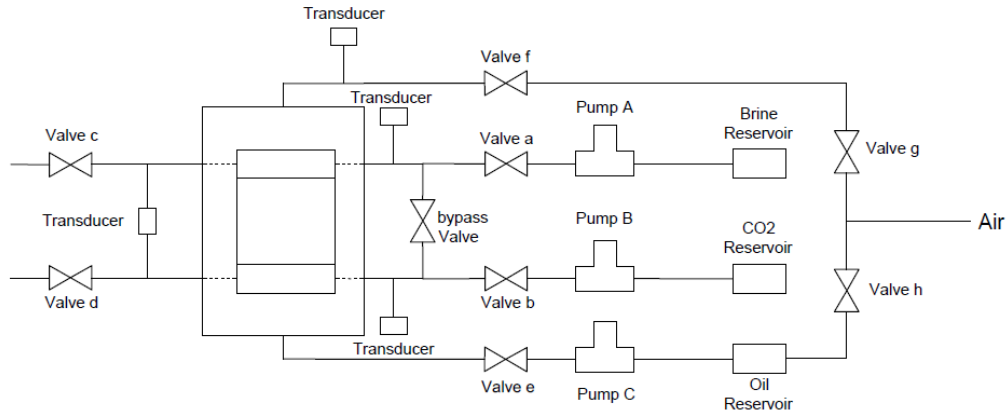 Transducer
Valve f
Transducer
Pump A
Brine
Reservoir
Valve c
Valve a
Valve g
Transducer
bypass
Valve
Pump B
CO2
Reservoir
Air
Valve d
Valve b
Valve h
Transducer
Valve e
Pump C
Oil
Reservoir